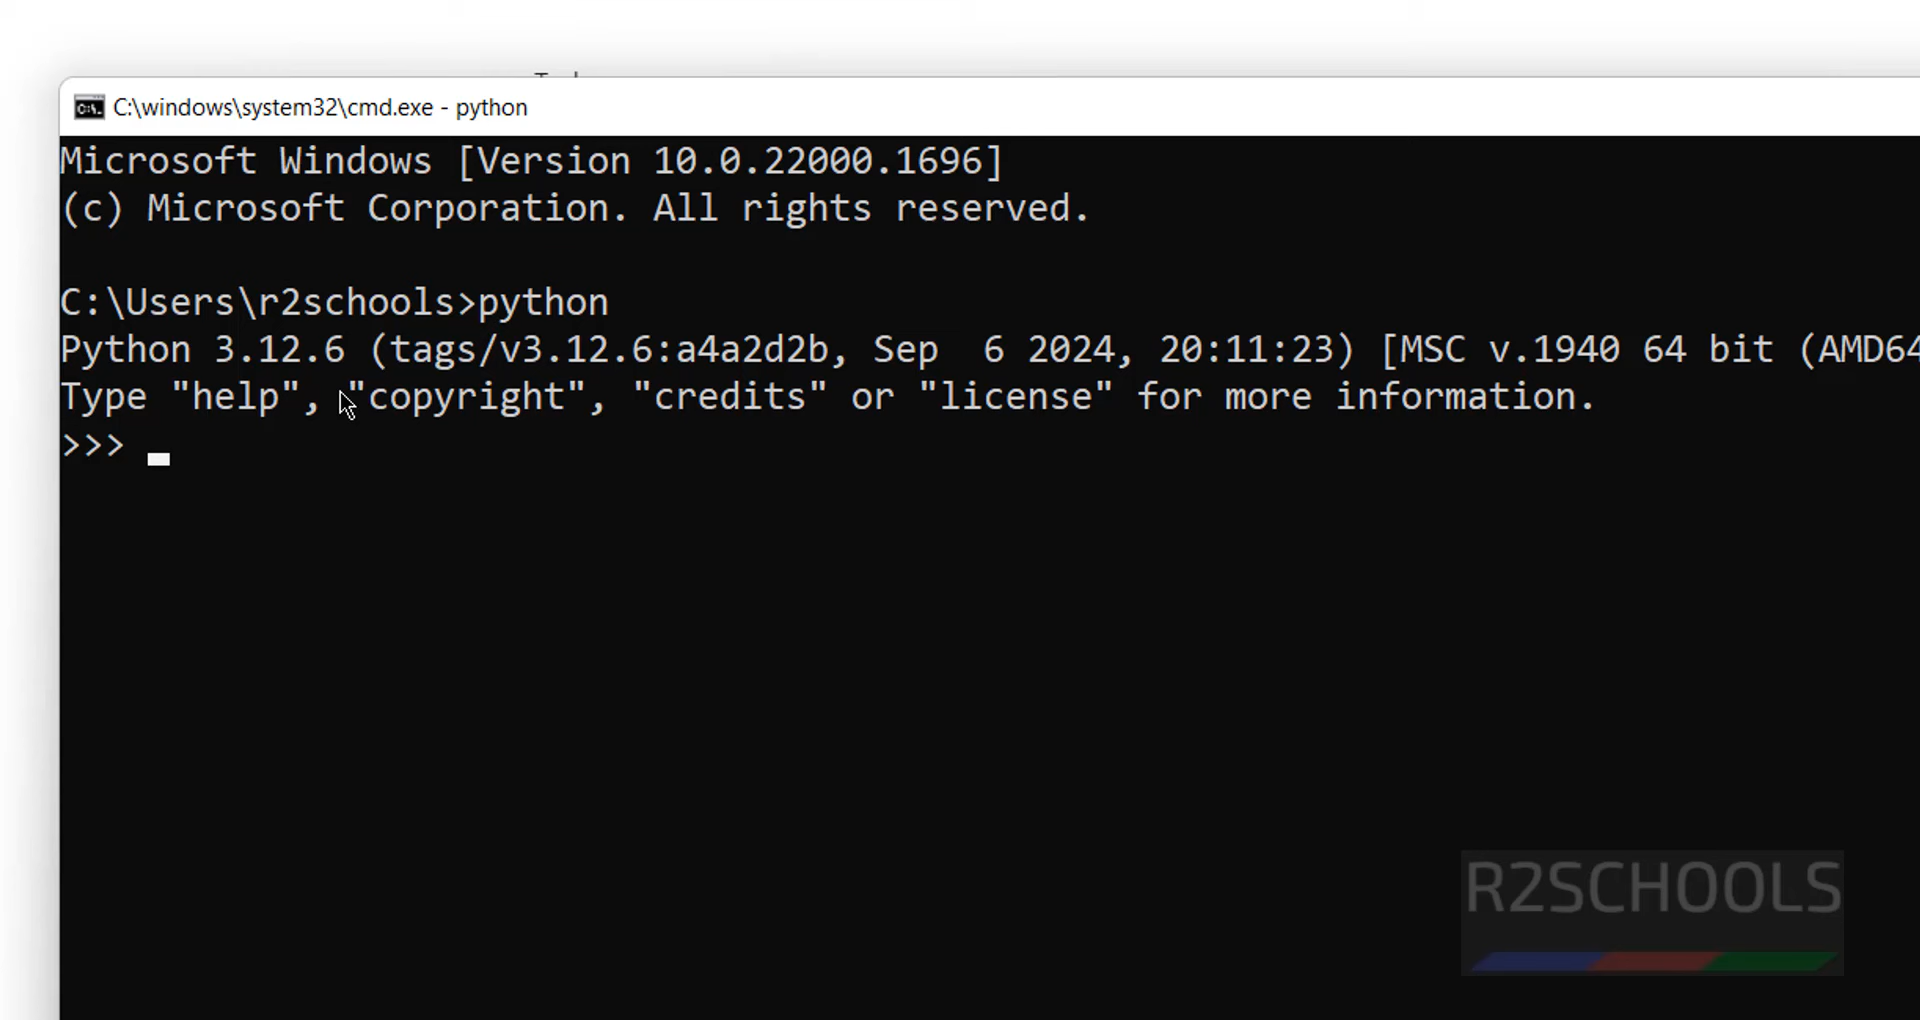 C:\windows\system32\cmd.exe - python
Microsoft Windows [Version 10.0.22000.1696]
(c) Microsoft Corporation. All rights reserved.
C:\Users\r2schools>python
Python 3.12.6 (tags/v3.12.6:a4a2d2b, Sep  6 2024, 20:11:23) [MSC v.1940 64 bit (AMD64
Type "help", "copyright", "credits" or "license" for more information.
>>>
R2SCHOOLS